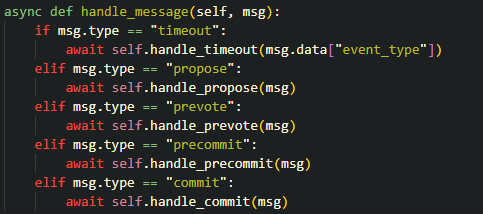 async def handle_message(self, msg):
    if msg.type == "timeout":
        await self.handle_timeout(msg.data["event_type"])
    elif msg.type == "propose":
        await self.handle_propose(msg)
    elif msg.type == "prevote":
        await self.handle_prevote(msg)
    elif msg.type == "precommit":
        await self.handle_precommit(msg)
    elif msg.type == "commit":
        await self.handle_commit(msg)